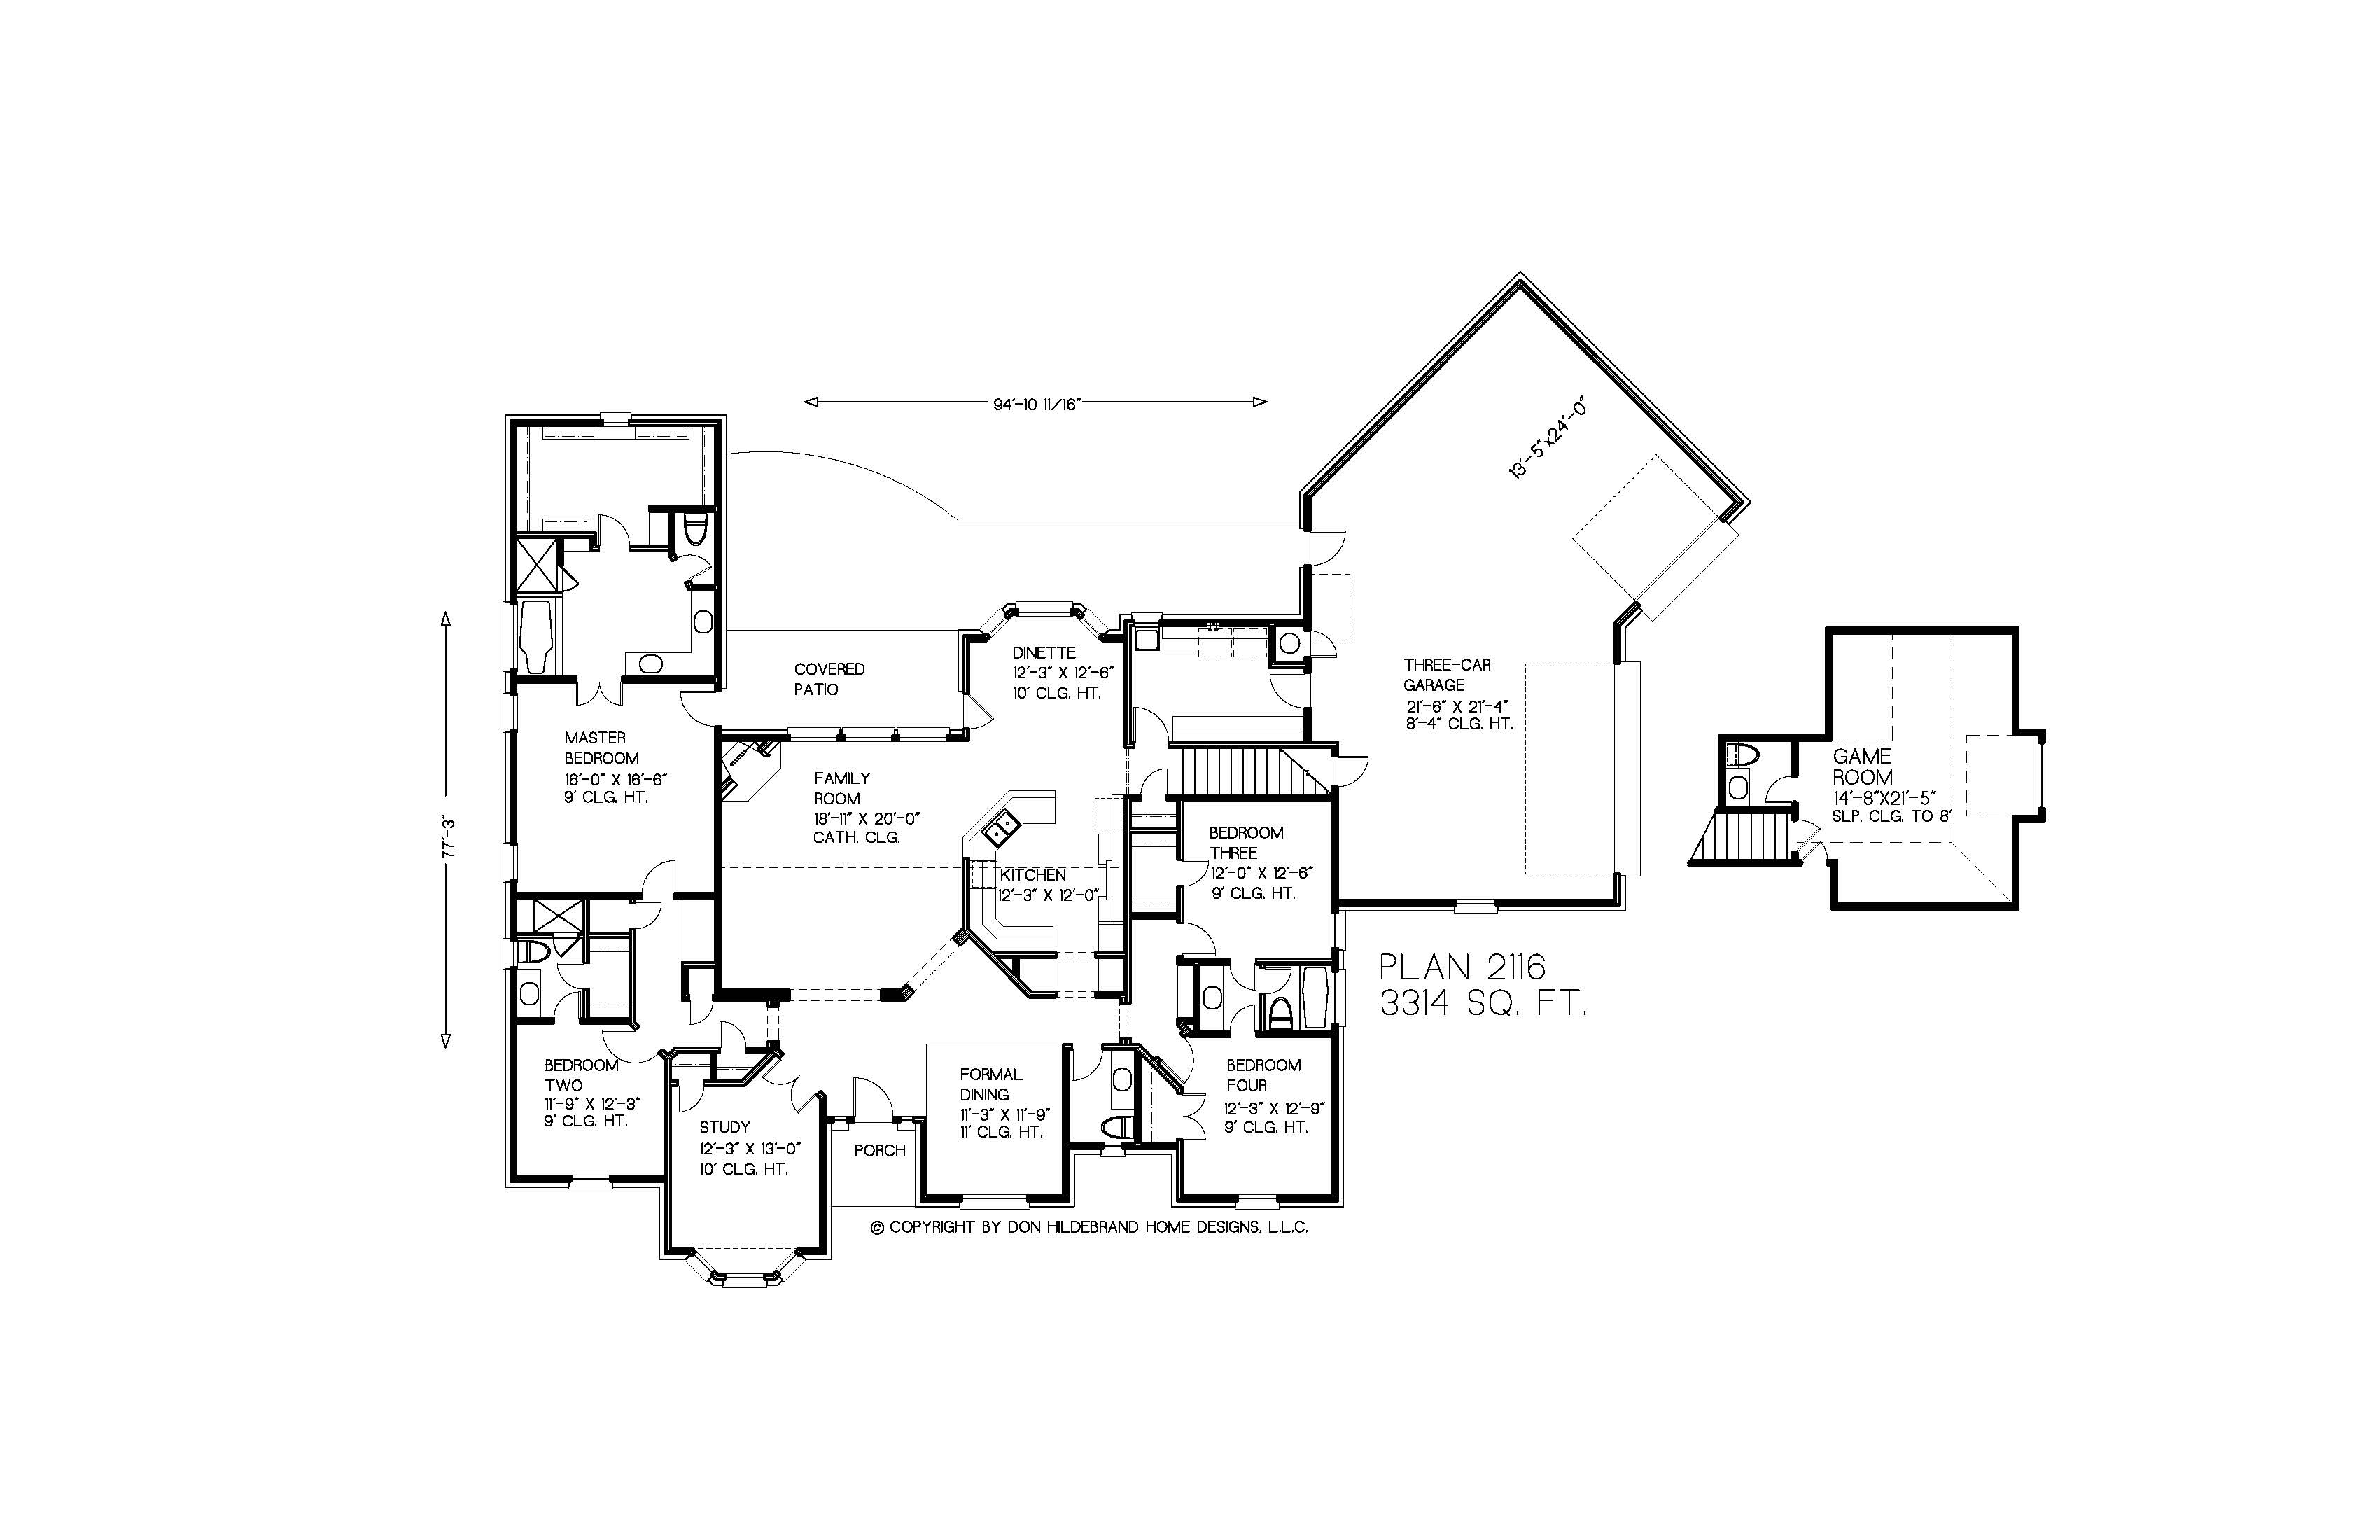 94'-10 11/16"
13'-5"x24'-0"
77'-3"
COVERED
PATIO
DINETTE
12'-3" X 12'-6"
10' CLG. HT.
THREE-CAR
GARAGE
21'-6" X 21'-4"
8'-4" CLG. HT.
MASTER
BEDROOM
16'-0" X 16'-6"
9' CLG. HT.
FAMILY
ROOM
18'-11" X 20'-0"
CATH. CLG.
GAME
ROOM
14'-8"X21'-5"
SLP. CLG. TO 8'
KITCHEN
12'-3" X 12'-0"
BEDROOM
THREE
12'-0" X 12'-6"
9' CLG. HT.
PLAN 2116
3314 SQ. FT.
BEDROOM
TWO
11'-9" X 12'-3"
9' CLG. HT.
STUDY
12'-3" X 13'-0"
10' CLG. HT.
PORCH
FORMAL
DINING
11'-3" X 11'-9"
11' CLG. HT.
BEDROOM
FOUR
12'-3" X 12'-9"
9' CLG. HT.
© COPYRIGHT BY DON HILDEBRAND HOME DESIGNS, L.L.C.